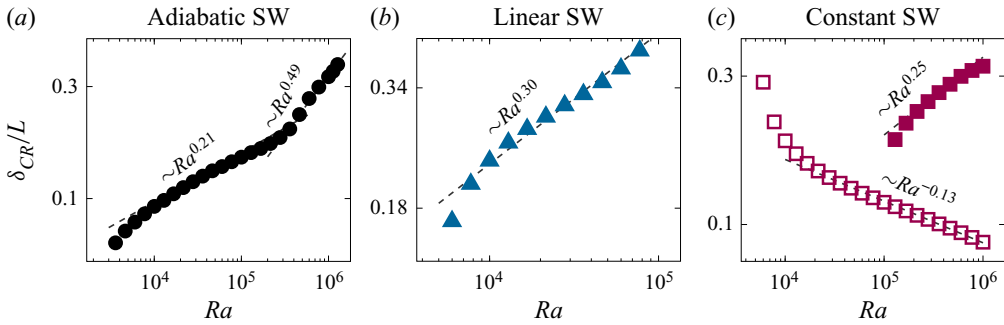 (a) Adiabatic SW
(b) Linear SW
(c) Constant SW
δCR/L
0.3
0.1
~Ra^0.21
~Ra^0.49
10^4
10^5
10^6
Ra
0.34
0.18
~Ra^0.30
10^4
10^5
Ra
0.3
0.1
~Ra^0.25
~Ra^−0.13
10^4
10^5
10^6
Ra